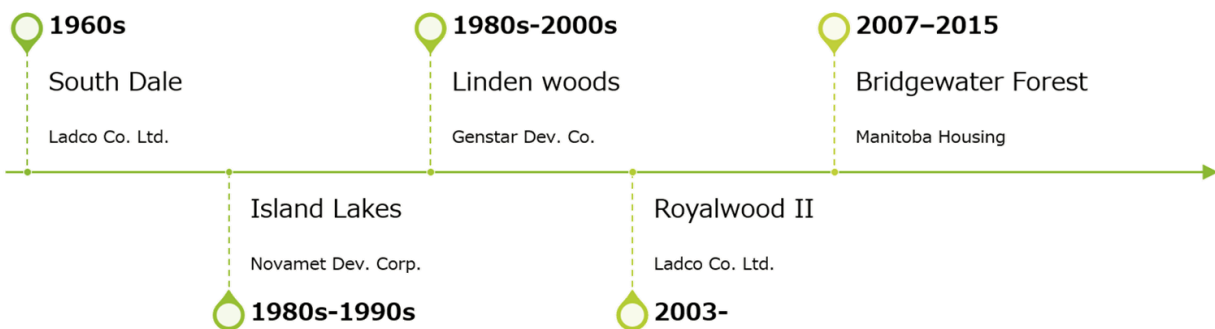 1960s
South Dale
Ladco Co. Ltd.
Island Lakes
Novamet Dev. Corp.
1980s-1990s
1980s-2000s
Linden woods
Genstar Dev. Co.
Royalwood II
Ladco Co. Ltd.
2003-
2007–2015
Bridgewater Forest
Manitoba Housing